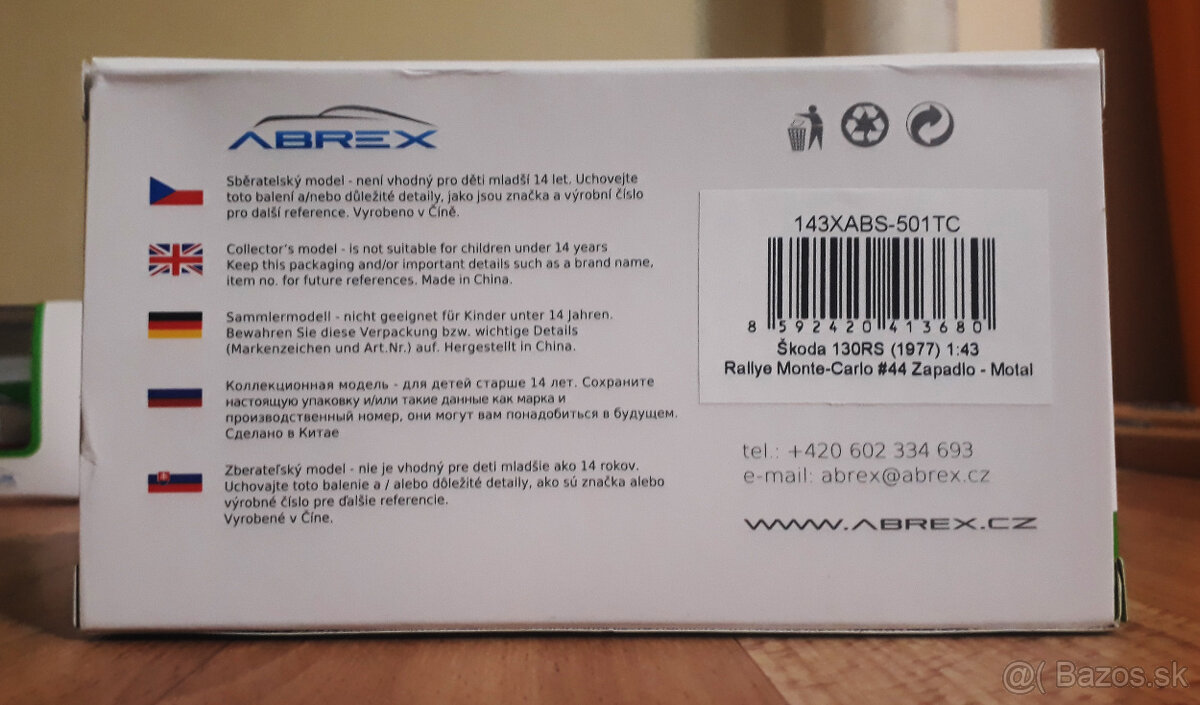 ABREX
Sběratelský model - není vhodný pro děti mladší 14 let. Uchovejte
toto balení a/nebo důležité detaily, jako jsou značka a výrobní číslo
pro další reference. Vyrobeno v Číně.
Collector's model - is not suitable for children under 14 years
Keep this packaging and/or important details such as a brand name,
item no. for future references. Made in China.
Sammlermodell - nicht geeignet für Kinder unter 14 Jahren.
Bewahren Sie diese Verpackung bzw. wichtige Details
(Markenzeichen und Art.Nr.) auf. Hergestellt in China.
Коллекционная модель - для детей старше 14 лет. Сохраните
настоящую упаковку и/или такие данные как марка и
производственный номер, они могут вам понадобиться в будущем.
Сделано в Китае
Zberateľský model - nie je vhodný pre deti mladšie ako 14 rokov.
Uchovajte toto balenie a / alebo dôležité detaily, ako sú značka alebo
výrobné číslo pre ďalšie referencie.
Vyrobené v Číne.
143XABS-501TC
8 592420 413680
Škoda 130RS (1977) 1:43
Rallye Monte-Carlo #44 Zapadlo - Motal
tel.: +420 602 334 693
e-mail: abrex@abrex.cz
WWW.ABREX.CZ
@( Bazos.sk